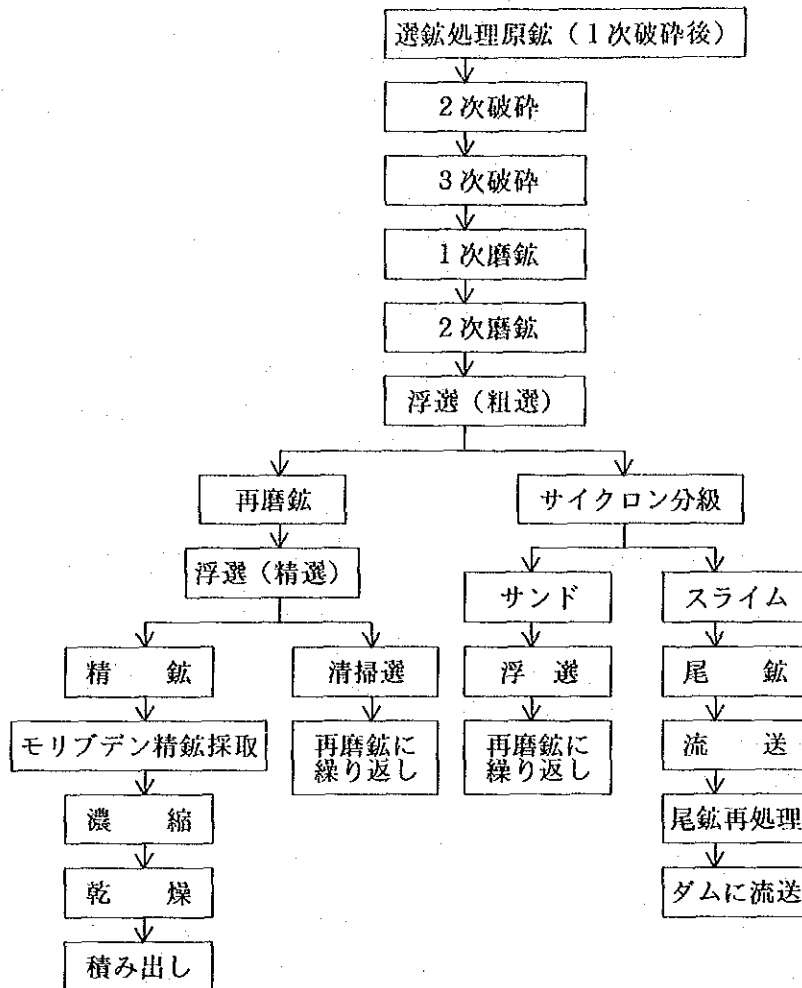 選鉱処理原鉱(1次破砕後)
2次破砕
3次破砕
1次磨鉱
2次磨鉱
浮選(粗選)
再磨鉱
サイクロン分級
浮選(精選)
サンド
スライム
精 鉱
清掃選
浮 選
尾 鉱
モリブデン精鉱採取
再磨鉱に
繰り返し
再磨鉱に
繰り返し
流 送
濃 縮
尾鉱再処理
乾 燥
ダムに流送
積み出し